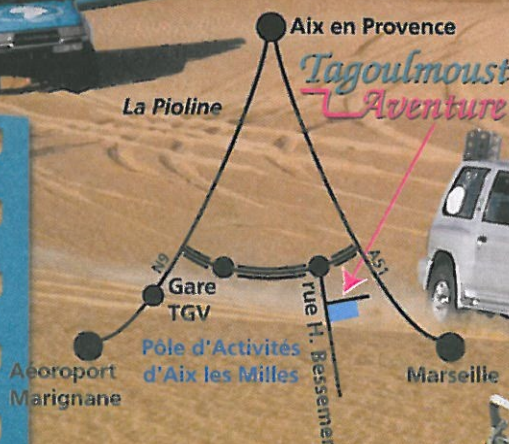 Aix en Provence
Tagoulmoust
Aventure
La Pioline
N9
A51
Gare
TGV
rue H. Bessemer
Pôle d'Activités
d'Aix les Milles
Aéoroport
Marignane
Marseille